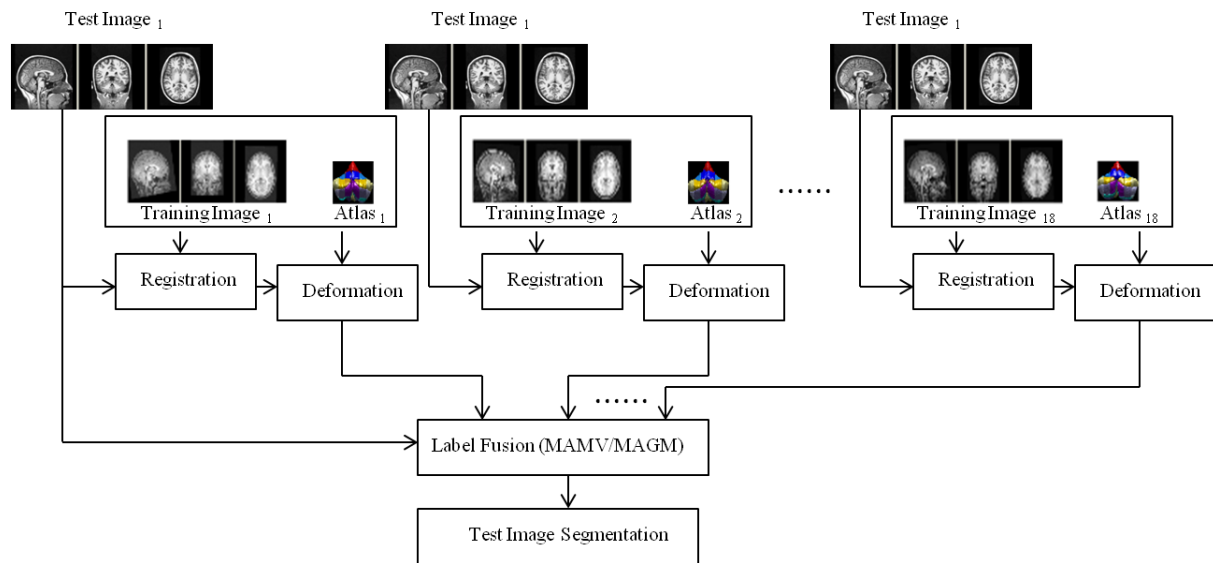 Test Image 1
Test Image 1
Test Image 1
Training Image 1
Atlas 1
Training Image 2
Atlas 2
......
Training Image 18
Atlas 18
Registration
Deformation
Registration
Deformation
Registration
Deformation
......
Label Fusion (MAMV/MAGM)
Test Image Segmentation